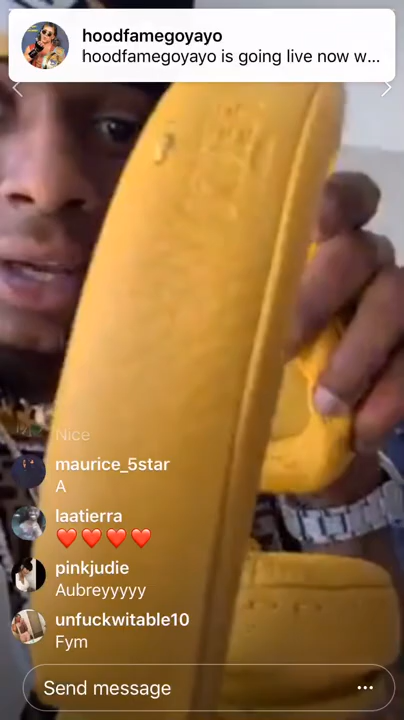 hoodfamegoyayo
hoodfamegoyayo is going live now w...
Nice
maurice_5star
A
laatierra
❤️❤️❤️❤️
pinkjudie
Aubreyyyyy
unfuckwitable10
Fym
Send message